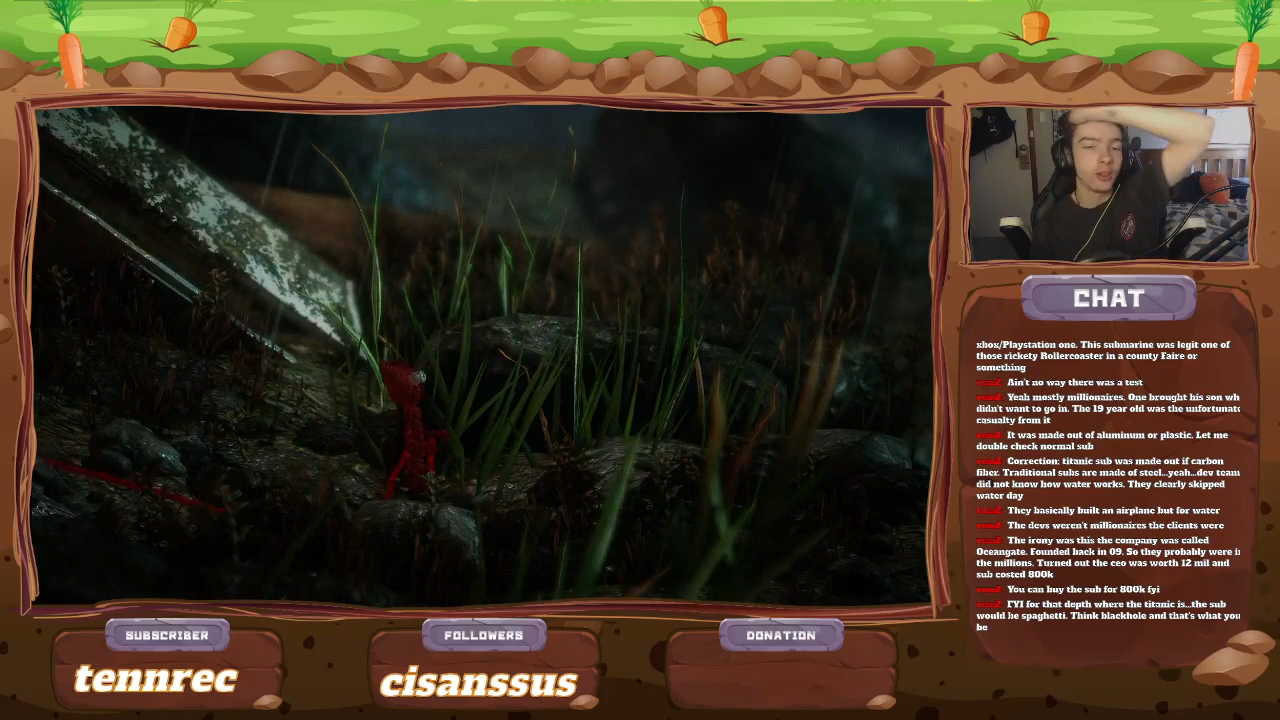 CHAT
xbox/Playstation one. This submarine was legit one of
those rickety Rollercoaster in a county Faire or
something
Ain't no way there was a test
Yeah mostly millionaires. One brought his son wh
didn't want to go in. The 19 year old was the unfortunate
casualty from it
It was made out of aluminum or plastic. Let me
double check normal sub
Correction: titanic sub was made out if carbon
fiber. Traditional subs are made of steel...yeah..dev team
did not know how water works. They clearly skipped
water day
They basically built an airplane but for water
The devs weren't millionaires the clients were
The irony was this the company was called
Oceangate. Founded back in 09. So they probably were i
the millions. Turned out the ceo was worth 12 mil and
sub costed 800k
You can buy the sub for 800k fyi
FYI for that depth where the titanic is...the sub
would be spaghetti. Think blackhole and that's what you
be
SUBSCRIBER
tennrec
FOLLOWERS
cisanssus
DONATION